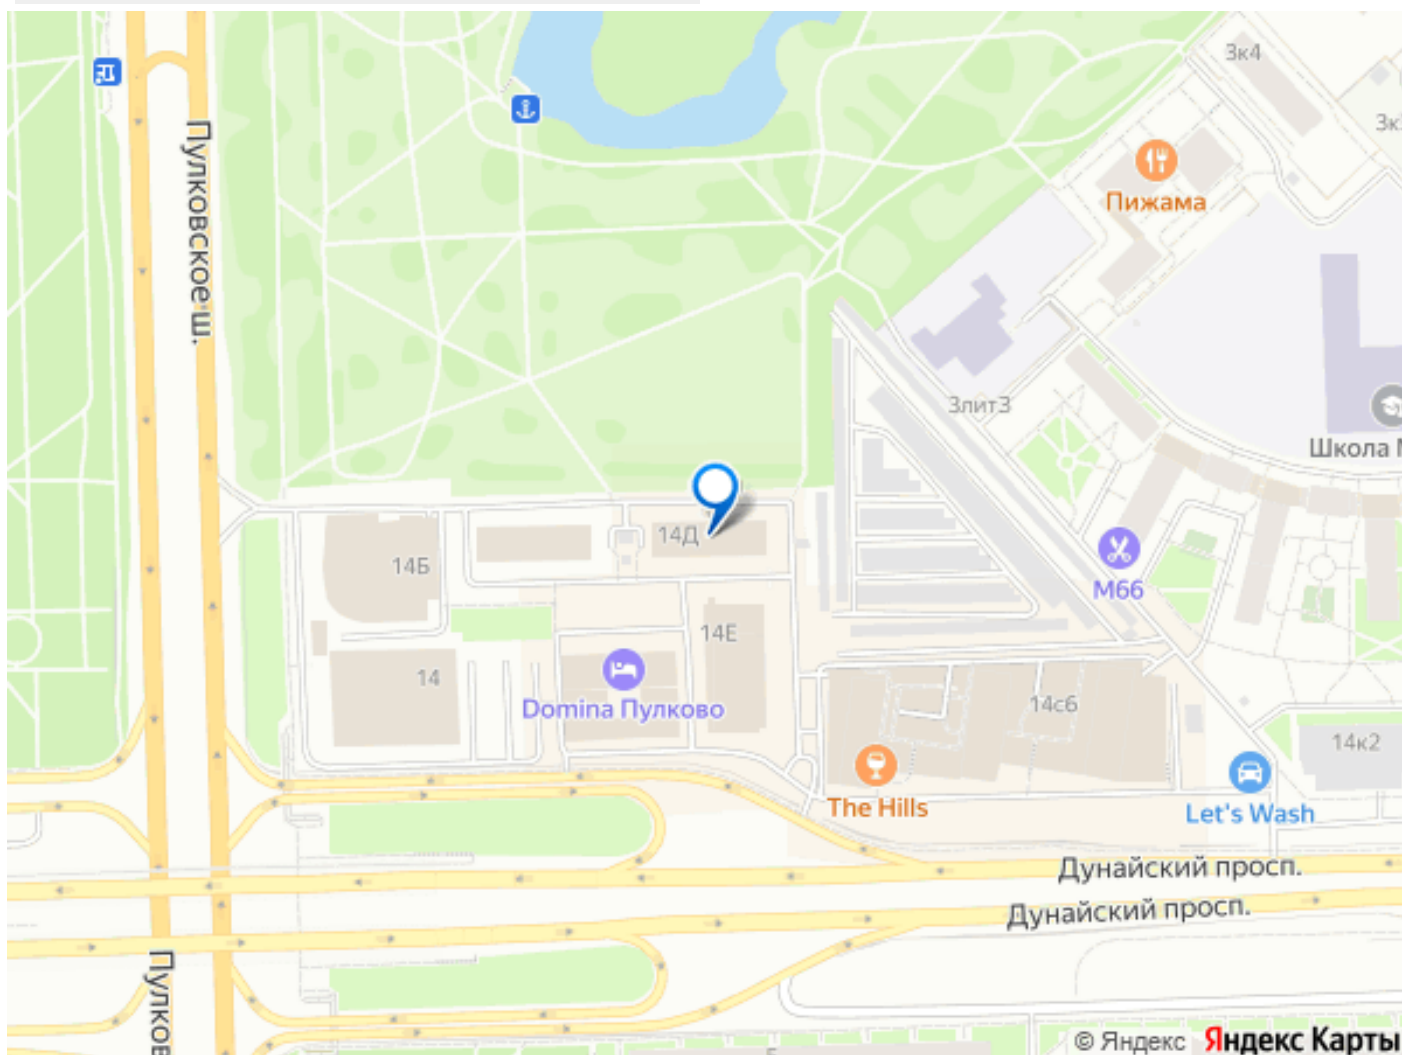 3к4
Пулковское ш.
Пижама
3литЗ
Школа
14Д
14Б
М66
14Е
14
Domina Пулково
14с6
14к2
The Hills
Let's Wash
Дунайский просп.
Дунайский просп.
Пулков
© Яндекс Яндекс Карты